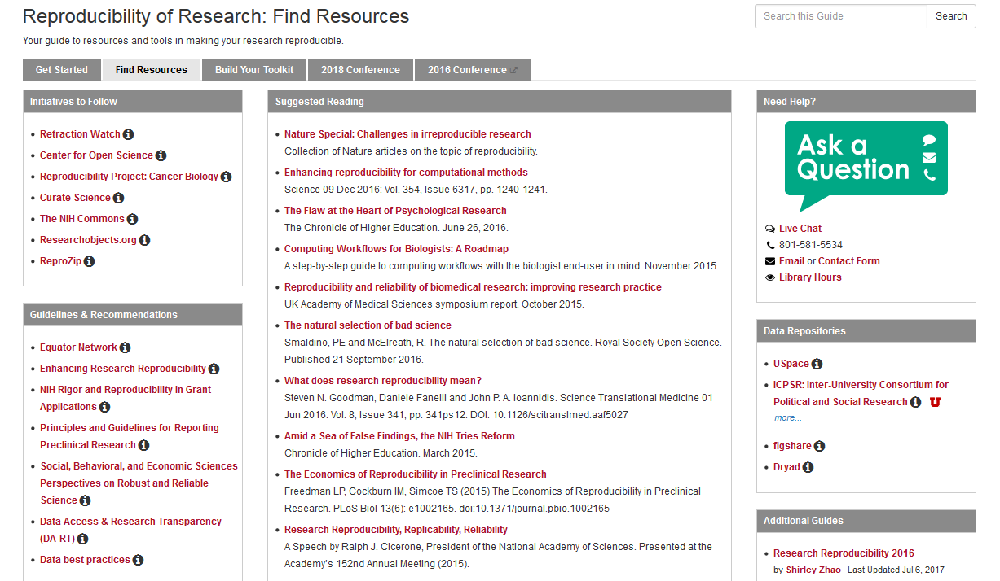 Reproducibility of Research: Find Resources
Search this Guide
Search
Your guide to resources and tools in making your research reproducible.
Get Started
Find Resources
Build Your Toolkit
2018 Conference
2016 Conference
Initiatives to Follow
Retraction Watch
Center for Open Science
Reproducibility Project: Cancer Biology
Curate Science
The NIH Commons
Researchobjects.org
ReproZip
Guidelines & Recommendations
Equator Network
Enhancing Research Reproducibility
NIH Rigor and Reproducibility in Grant
Applications
Principles and Guidelines for Reporting
Preclinical Research
Social, Behavioral, and Economic Sciences
Perspectives on Robust and Reliable
Science
Data Access & Research Transparency
(DA-RT)
Data best practices
Suggested Reading
Nature Special: Challenges in irreproducible research
Collection of Nature articles on the topic of reproducibility.
Enhancing reproducibility for computational methods
Science 09 Dec 2016: Vol. 354, Issue 6317, pp. 1240-1241.
The Flaw at the Heart of Psychological Research
The Chronicle of Higher Education. June 26, 2016.
Computing Workflows for Biologists: A Roadmap
A step-by-step guide to computing workflows with the biologist end-user in mind. November 2015.
Reproducibility and reliability of biomedical research: improving research practice
UK Academy of Medical Sciences symposium report. October 2015.
The natural selection of bad science
Smaldino, PE and McElreath, R. The natural selection of bad science. Royal Society Open Science.
Published 21 September 2016.
What does research reproducibility mean?
Steven N. Goodman, Daniele Fanelli and John P. A. Ioannidis. Science Translational Medicine 01
Jun 2016: Vol. 8, Issue 341, pp. 341ps12. DOI: 10.1126/scitranslmed.aaf5027
Amid a Sea of False Findings, the NIH Tries Reform
Chronicle of Higher Education. March 2015.
The Economics of Reproducibility in Preclinical Research
Freedman LP, Cockburn IM, Simcoe TS (2015) The Economics of Reproducibility in Preclinical
Research. PLoS Biol 13(6): e1002165. doi:10.1371/journal.pbio.1002165
Research Reproducibility, Replicability, Reliability
A Speech by Ralph J. Cicerone, President of the National Academy of Sciences. Presented at the
Academy's 152nd Annual Meeting (2015).
Need Help?
Ask a
Question
Live Chat
801-581-5534
Email or Contact Form
Library Hours
Data Repositories
USpace
ICPSR: Inter-University Consortium for
Political and Social Research
more...
figshare
Dryad
Additional Guides
Research Reproducibility 2016
by Shirley Zhao Last Updated Jul 6, 2017